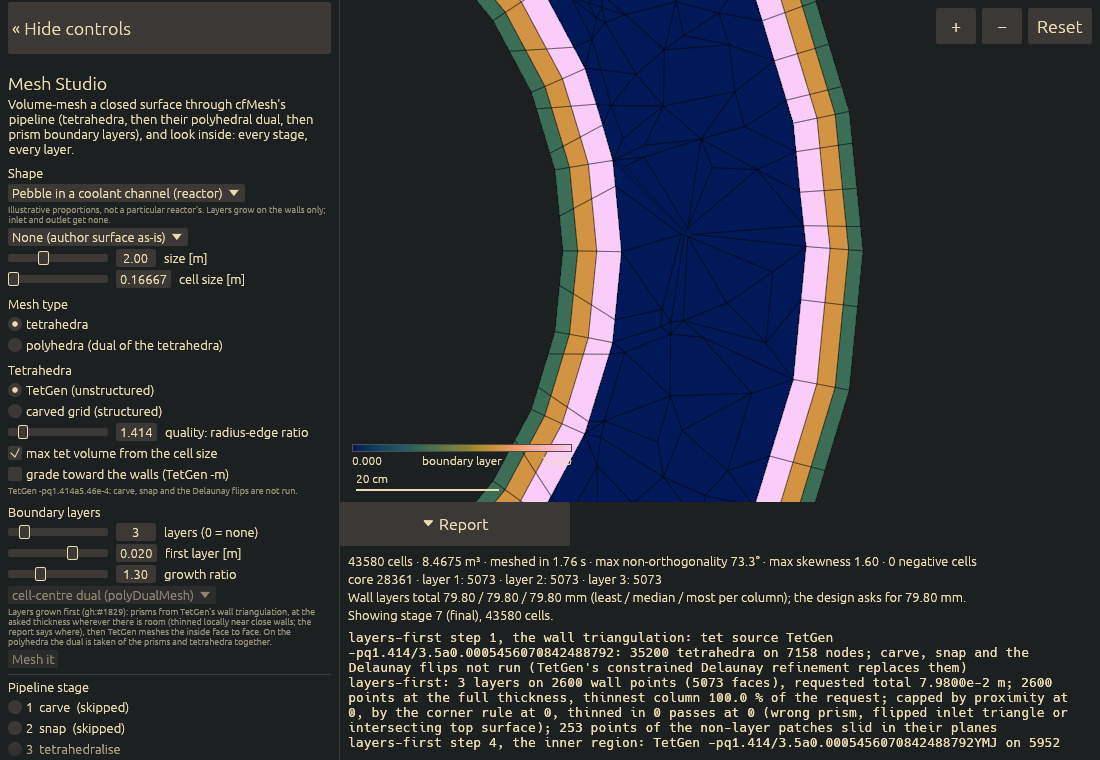 « Hide controls
Mesh Studio
Volume-mesh a closed surface through cfMesh's
pipeline (tetrahedra, then their polyhedral dual, then
prism boundary layers), and look inside: every stage,
every layer.
Shape
Pebble in a coolant channel (reactor)
Illustrative proportions, not a particular reactor's. Layers grow on the walls only;
inlet and outlet get none.
None (author surface as-is)
2.00 size [m]
0.16667 cell size [m]
Mesh type
tetrahedra
polyhedra (dual of the tetrahedra)
Tetrahedra
TetGen (unstructured)
carved grid (structured)
1.414 quality: radius-edge ratio
max tet volume from the cell size
grade toward the walls (TetGen -m)
TetGen -pq1.414a5.46e-4: carve, snap and the Delaunay flips are not run.
Boundary layers
3 layers (0 = none)
0.020 first layer [m]
1.30 growth ratio
cell-centre dual (polyDualMesh)
Layers grown first (gh:#1829): prisms from TetGen's wall triangulation, at the
asked thickness wherever there is room (thinned locally near close walls; the
report says where), then TetGen meshes the inside face to face. On the
polyhedra the dual is taken of the prisms and tetrahedra together.
Mesh it
Pipeline stage
1 carve (skipped)
2 snap (skipped)
3 tetrahedralise
+ − Reset
0.000 boundary layer
20 cm
Report
43580 cells · 8.4675 m³ · meshed in 1.76 s · max non-orthogonality 73.3° · max skewness 1.60 · 0 negative cells
core 28361 · layer 1: 5073 · layer 2: 5073 · layer 3: 5073
Wall layers total 79.80 / 79.80 / 79.80 mm (least / median / most per column); the design asks for 79.80 mm.
Showing stage 7 (final), 43580 cells.
layers-first step 1, the wall triangulation: tet source TetGen
-pq1.414/3.5a0.0005456070842488792: 35200 tetrahedra on 7158 nodes; carve, snap and the
Delaunay flips not run (TetGen's constrained Delaunay refinement replaces them)
layers-first: 3 layers on 2600 wall points (5073 faces), requested total 7.9800e-2 m; 2600
points at the full thickness, thinnest column 100.0 % of the request; capped by proximity at
0, by the corner rule at 0, thinned in 0 passes at 0 (wrong prism, flipped inlet triangle or
intersecting top surface); 253 points of the non-layer patches slid in their planes
layers-first step 4, the inner region: TetGen -pq1.414/3.5a0.0005456070842488792YMJ on 5952